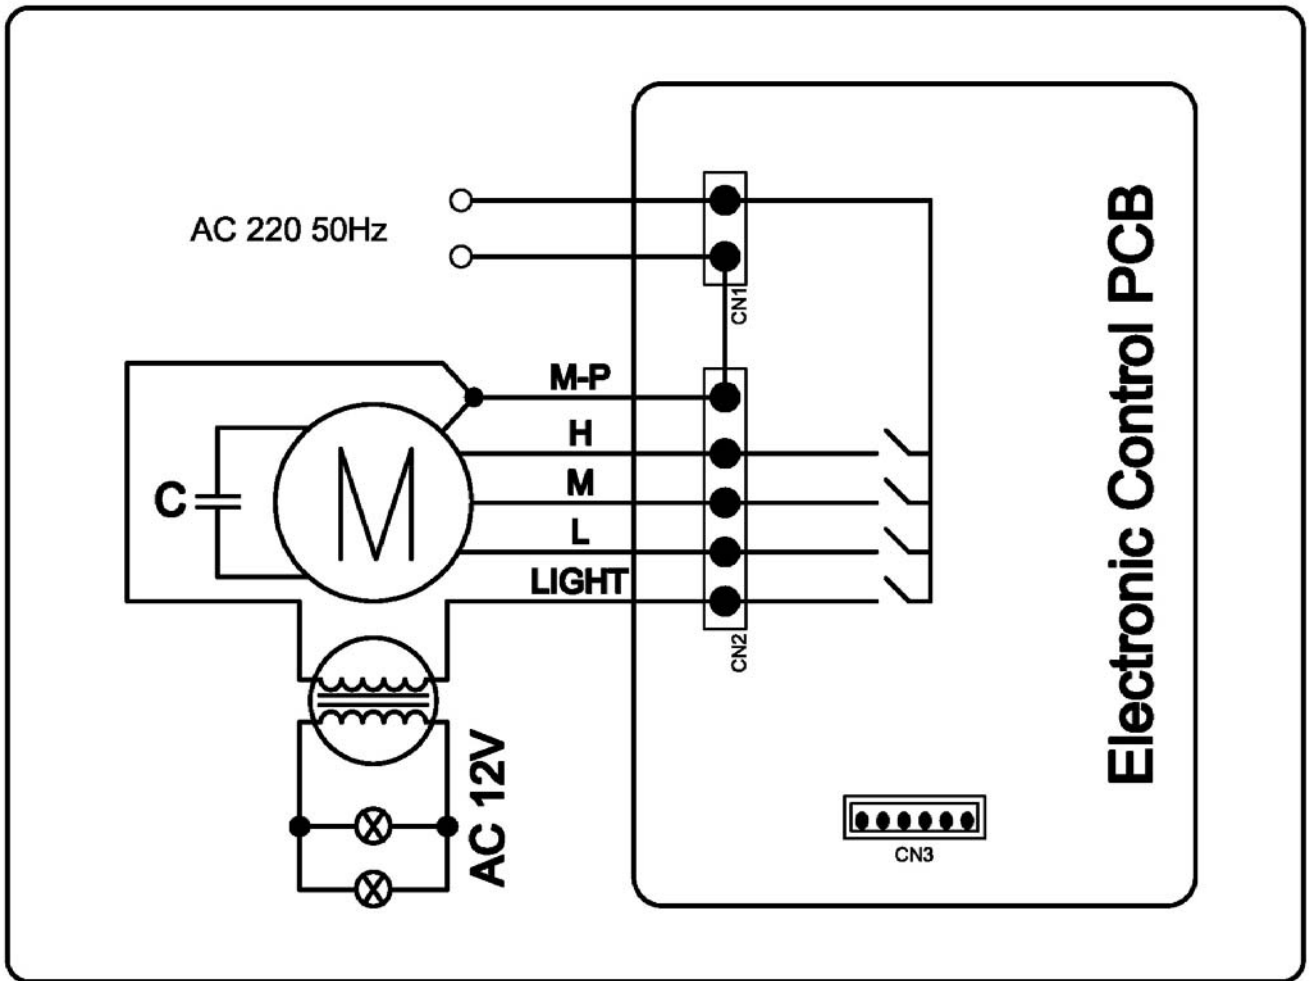 AC 220 50Hz
CN1
M-P
H
M
L
LIGHT
CN2
C
M
AC 12V
CN3
Electronic Control PCB